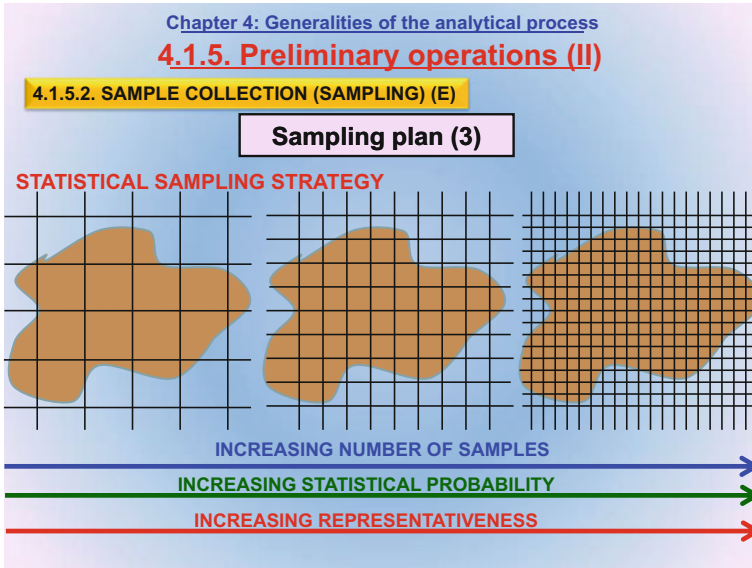 Chapter 4: Generalities of the analytical process
4.1.5. Preliminary operations (II)
4.1.5.2. SAMPLE COLLECTION (SAMPLING) (E)
Sampling plan (3)
STATISTICAL SAMPLING STRATEGY
INCREASING NUMBER OF SAMPLES
INCREASING STATISTICAL PROBABILITY
INCREASING REPRESENTATIVENESS